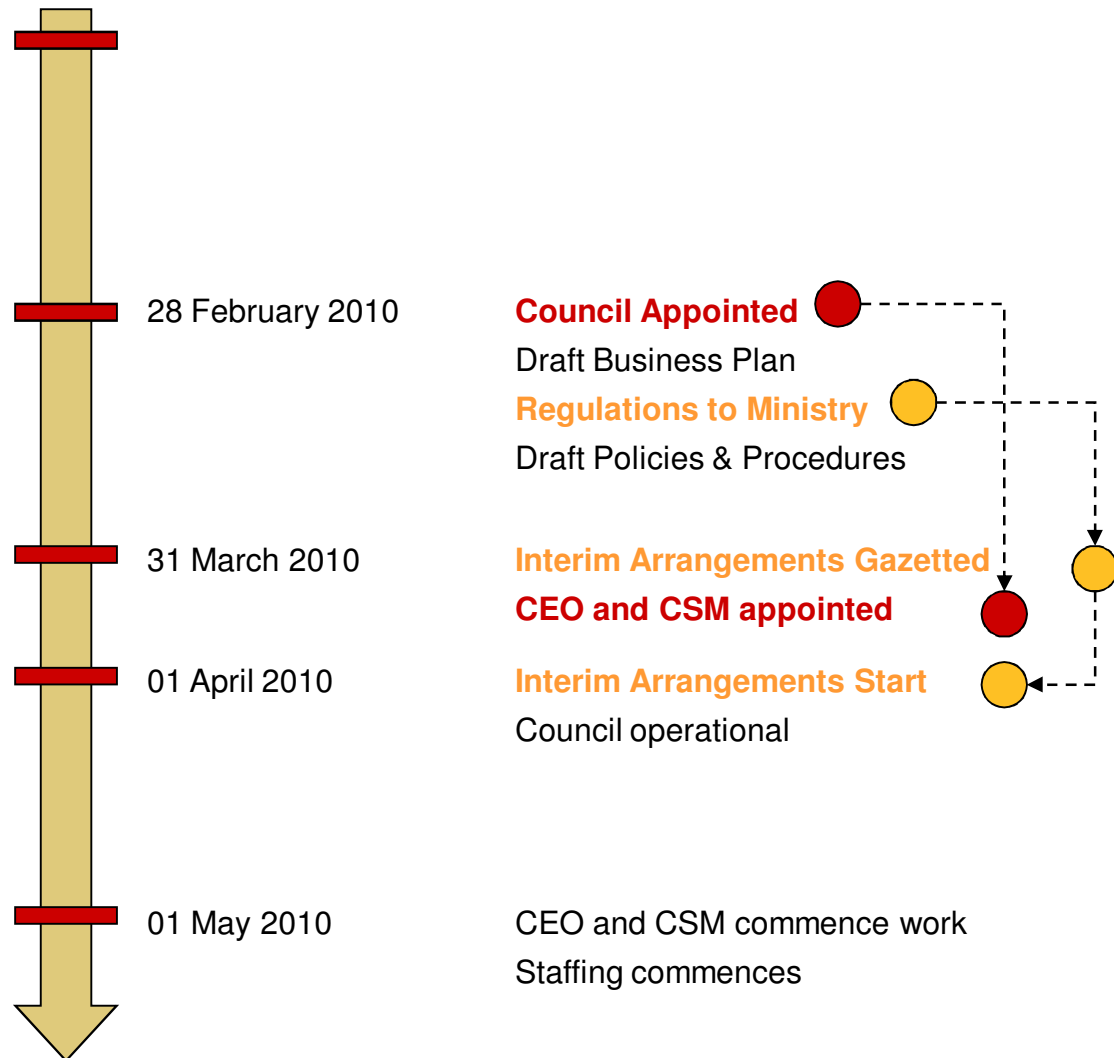 28 February 2010 Council Appointed
Draft Business Plan
Regulations to Ministry
Draft Policies & Procedures
31 March 2010 Interim Arrangements Gazetted
CEO and CSM appointed
01 April 2010 Interim Arrangements Start
Council operational
01 May 2010 CEO and CSM commence work
Staffing commences